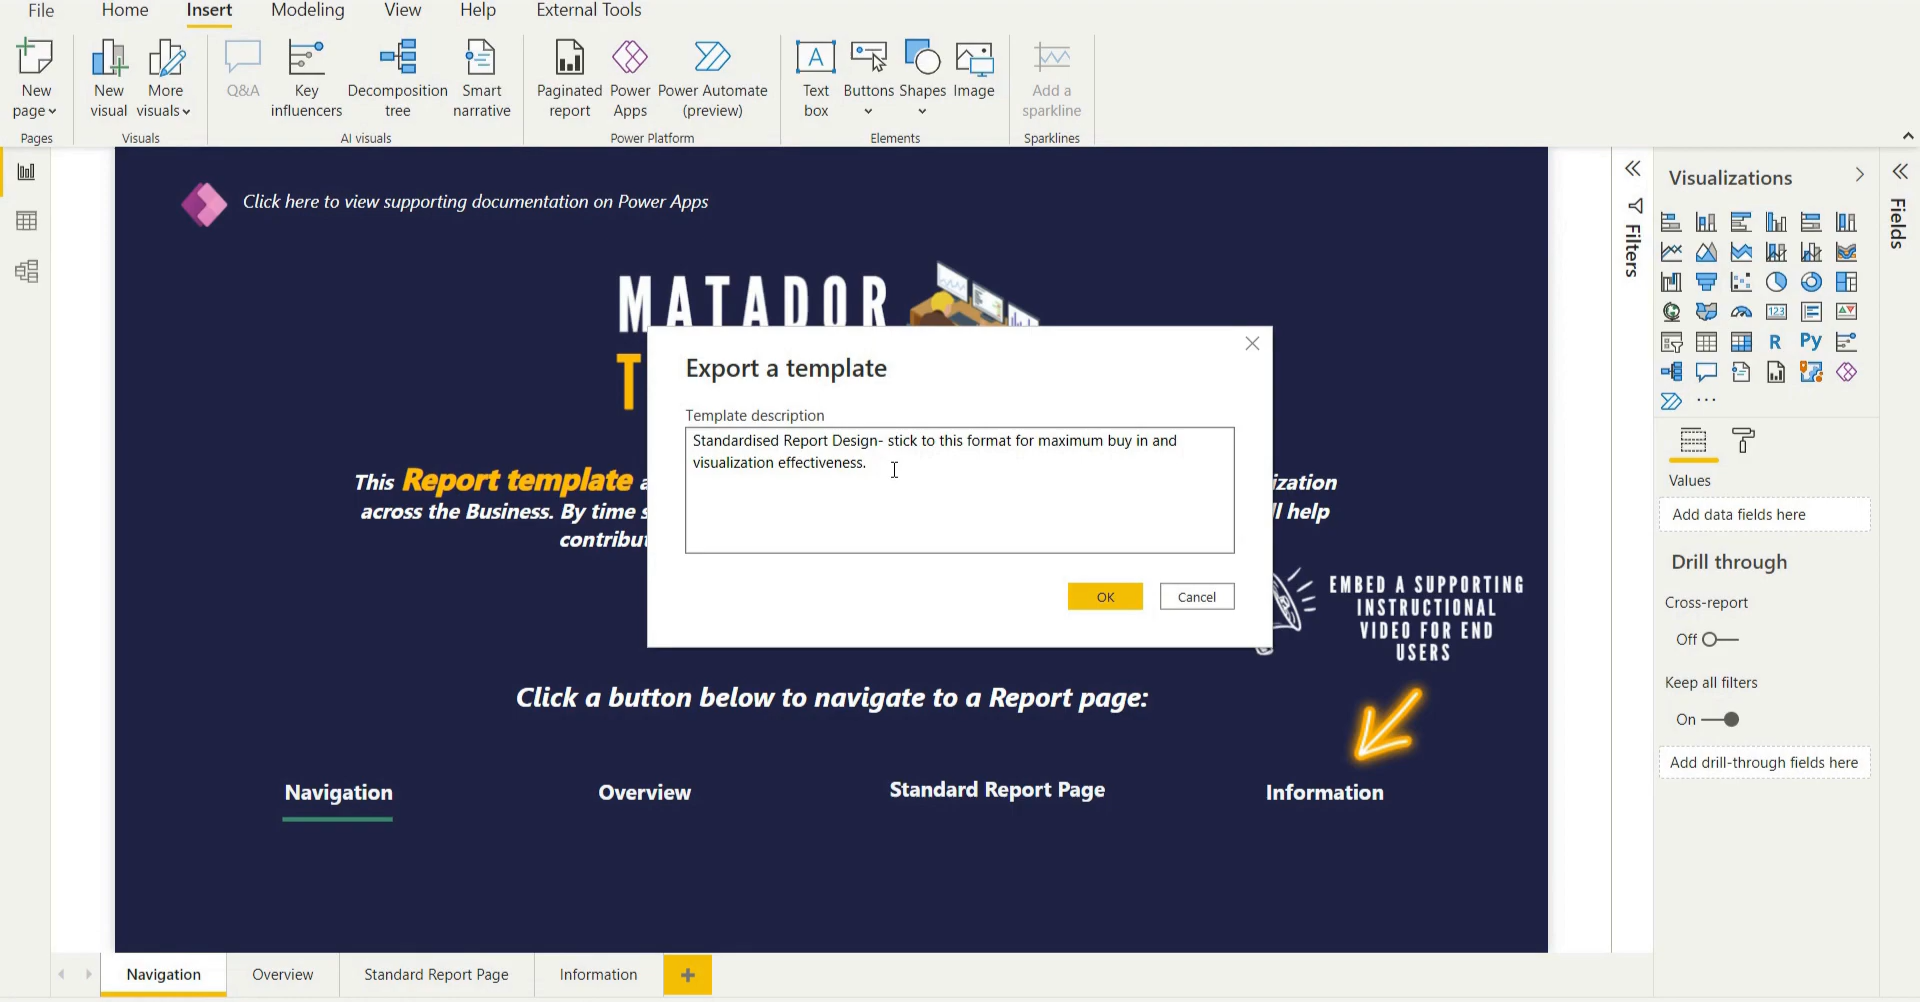 File Home Insert Modeling View Help External Tools
New page
New visual
More visuals
Q&A
Key influencers
Decomposition tree
Smart narrative
Paginated report
Power Apps
Power Automate (preview)
Text box
Buttons
Shapes
Image
Add a sparkline
Pages
Visuals
AI visuals
Power Platform
Elements
Sparklines
Click here to view supporting documentation on Power Apps
MATADOR
T
Export a template
Template description
Standardised Report Design- stick to this format for maximum buy in and
visualization effectiveness.
OK
Cancel
This Report template
across the Business. By time
EMBED A SUPPORTING
INSTRUCTIONAL
VIDEO FOR END
USERS
help
Click a button below to navigate to a Report page:
Navigation
Overview
Standard Report Page
Information
Navigation
Overview
Standard Report Page
Information
+
Filters
Visualizations
123
R
Py
Values
Add data fields here
Drill through
Cross-report
Off
Keep all filters
On
Add drill-through fields here
Fields